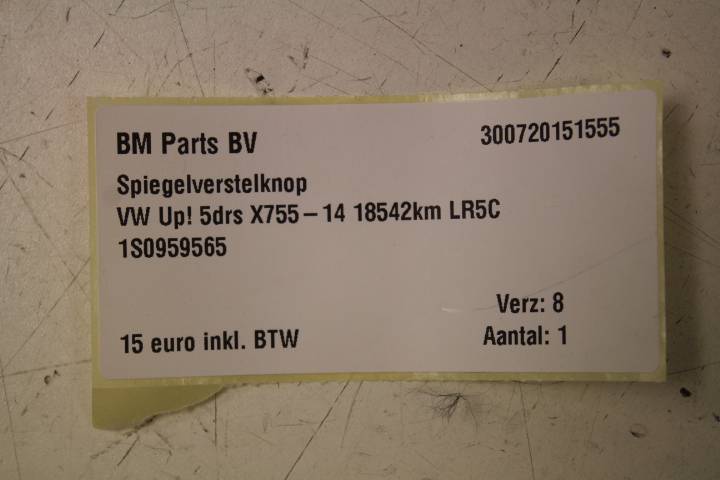 BM Parts BV 300720151555
Spiegelverstelknop
VW Up! 5drs X755-14 18542km LR5C
1S0959565
Verz: 8
15 euro inkl. BTW Aantal: 1